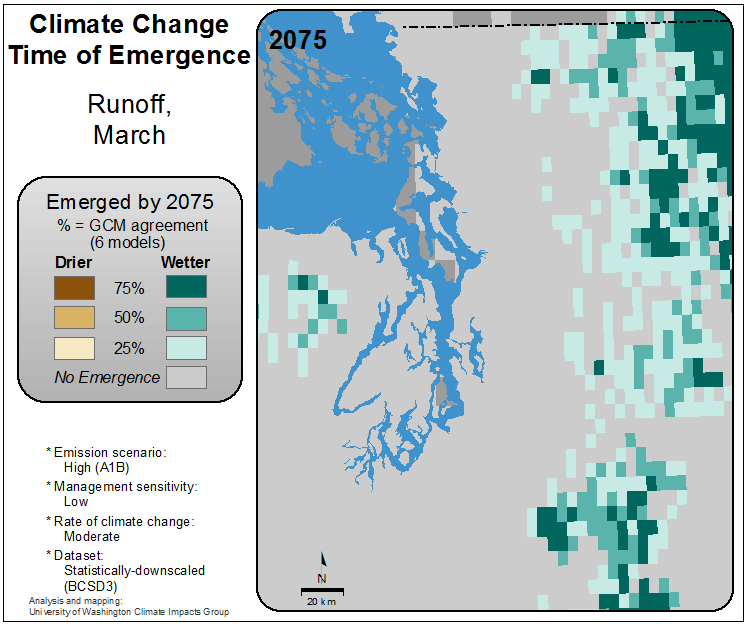 Climate Change
Time of Emergence
Runoff,
March
Emerged by 2075
% = GCM agreement
(6 models)
Drier Wetter
75%
50%
25%
No Emergence
* Emission scenario:
High (A1B)
* Management sensitivity:
Low
* Rate of climate change:
Moderate
* Dataset:
Statistically-downscaled
(BCSD3)
Analysis and mapping:
University of Washington Climate Impacts Group
2075
N
20 km